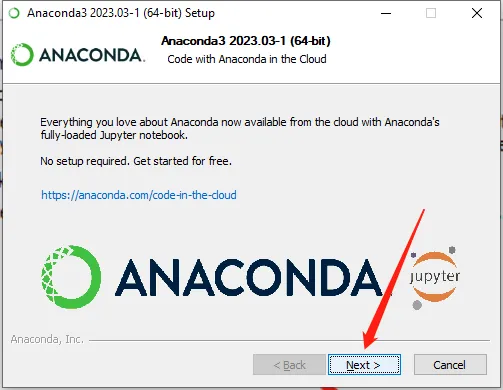 Anaconda3 2023.03-1 (64-bit) Setup
ANACONDA.
Anaconda3 2023.03-1 (64-bit)
Code with Anaconda in the Cloud
Everything you love about Anaconda now available from the cloud with Anaconda's
fully-loaded Jupyter notebook.
No setup required. Get started for free.
https://anaconda.com/code-in-the-cloud
ANACONDA.
jupyter
Anaconda, Inc.
< Back
Next >
Cancel